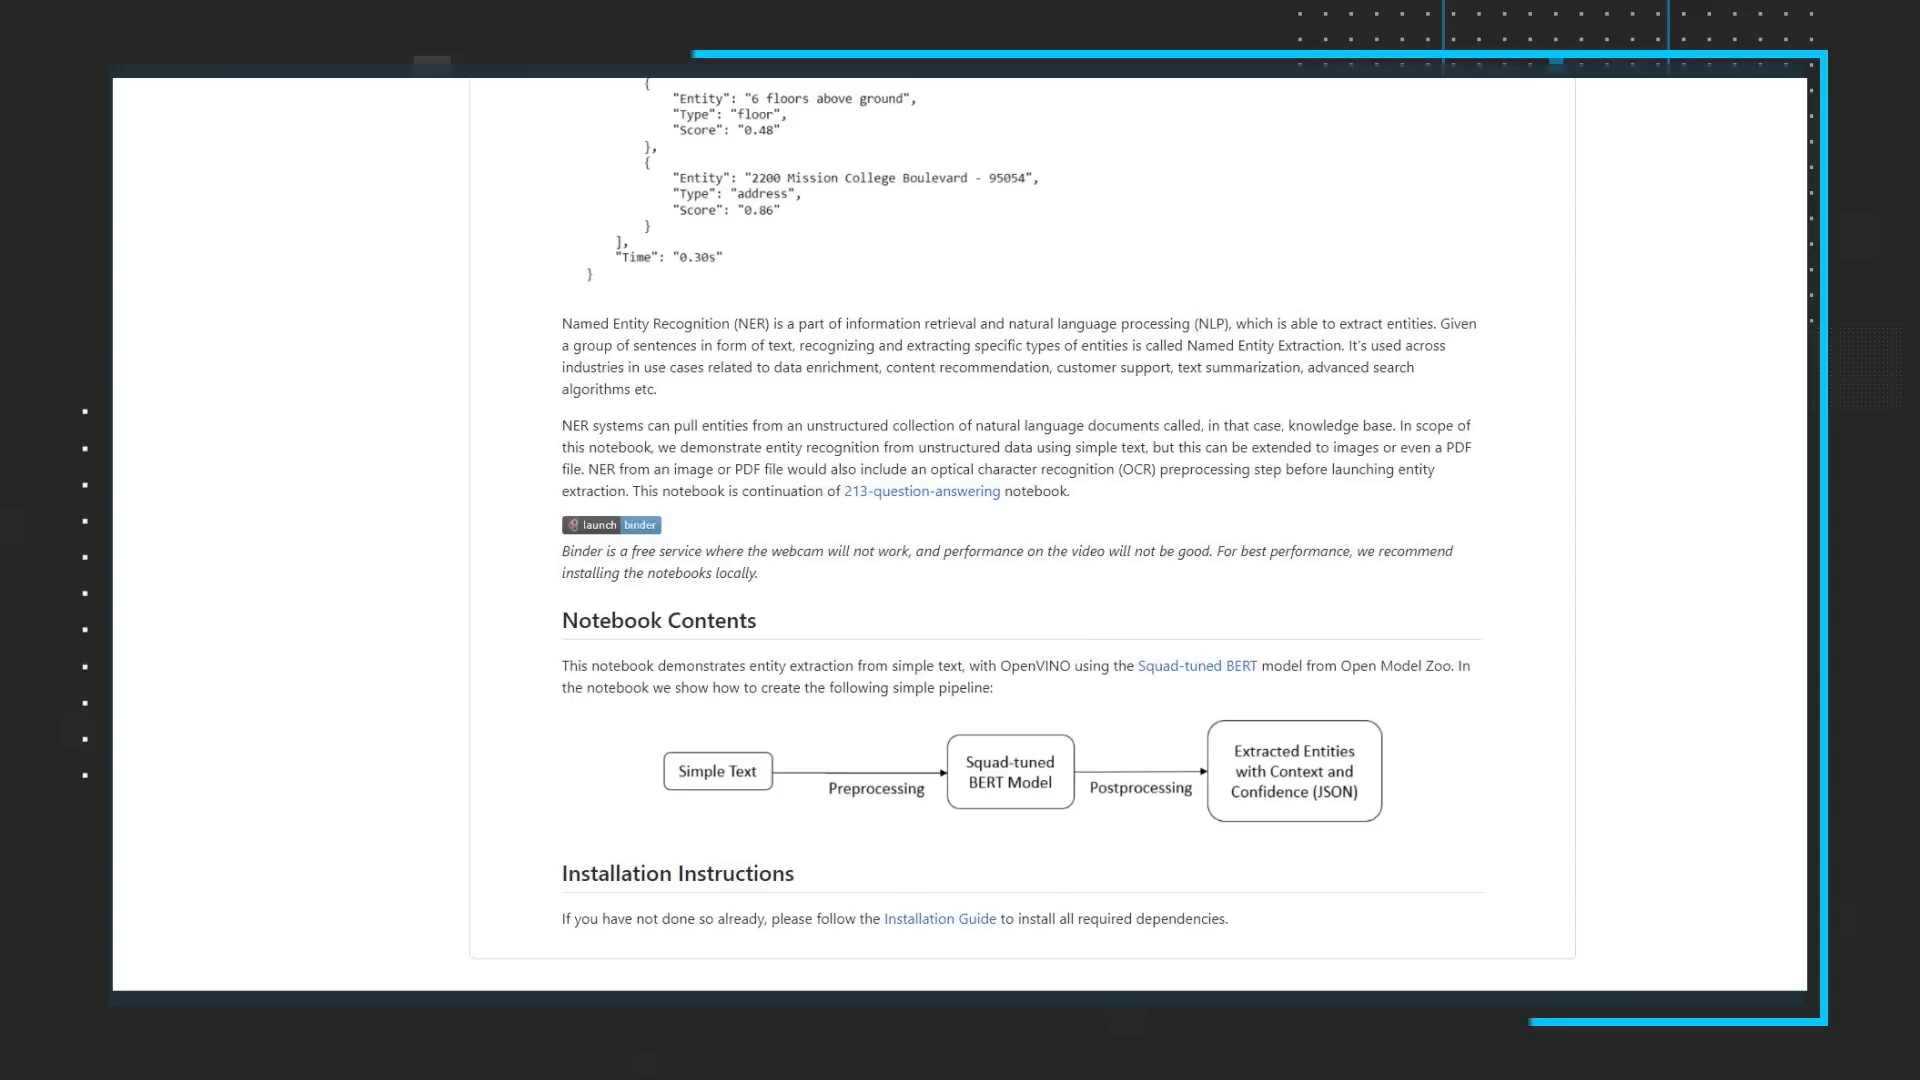 {
"Entity": "6 floors above ground",
"Type": "floor",
"Score": "0.48"
},
{
"Entity": "2200 Mission College Boulevard - 95054",
"Type": "address",
"Score": "0.86"
}
],
"Time": "0.30s"
}
Named Entity Recognition (NER) is a part of information retrieval and natural language processing (NLP), which is able to extract entities. Given
a group of sentences in form of text, recognizing and extracting specific types of entities is called Named Entity Extraction. It's used across
industries in use cases related to data enrichment, content recommendation, customer support, text summarization, advanced search
algorithms etc.
NER systems can pull entities from an unstructured collection of natural language documents called, in that case, knowledge base. In scope of
this notebook, we demonstrate entity recognition from unstructured data using simple text, but this can be extended to images or even a PDF
file. NER from an image or PDF file would also include an optical character recognition (OCR) preprocessing step before launching entity
extraction. This notebook is continuation of 213-question-answering notebook.
launch binder
Binder is a free service where the webcam will not work, and performance on the video will not be good. For best performance, we recommend
installing the notebooks locally.
Notebook Contents
This notebook demonstrates entity extraction from simple text, with OpenVINO using the Squad-tuned BERT model from Open Model Zoo. In
the notebook we show how to create the following simple pipeline:
Simple Text
Preprocessing
Squad-tuned
BERT Model
Postprocessing
Extracted Entities
with Context and
Confidence (JSON)
Installation Instructions
If you have not done so already, please follow the Installation Guide to install all required dependencies.